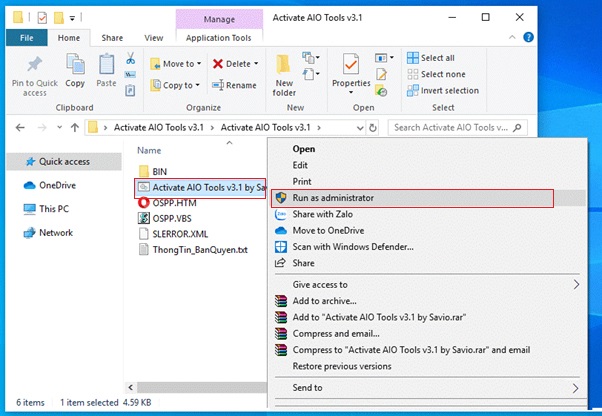 Manage
Activate AIO Tools v3.1
File
Home
Share
View
Application Tools
Pin to Quick access
Copy
Paste
Move to
Copy to
Delete
Rename
New folder
Properties
Select all
Select none
Invert selection
Clipboard
Organize
New
Open
Select
Activate AIO Tools v3.1 > Activate AIO Tools v3.1 >
Search Activate AIO Tools v...
Quick access
OneDrive
This PC
Network
Name
BIN
Activate AIO Tools v3.1 by Sav
OSPP.HTM
OSPP.VBS
SLERROR.XML
ThongTin_BanQuyen.txt
Open
Edit
Print
Run as administrator
Share with Zalo
Move to OneDrive
Scan with Windows Defender...
Share
Give access to
Add to archive...
Add to "Activate AIO Tools v3.1 by Savio.rar"
Compress and email...
Compress to "Activate AIO Tools v3.1 by Savio.rar" and email
Restore previous versions
Send to
6 items
1 item selected 4.59 KB